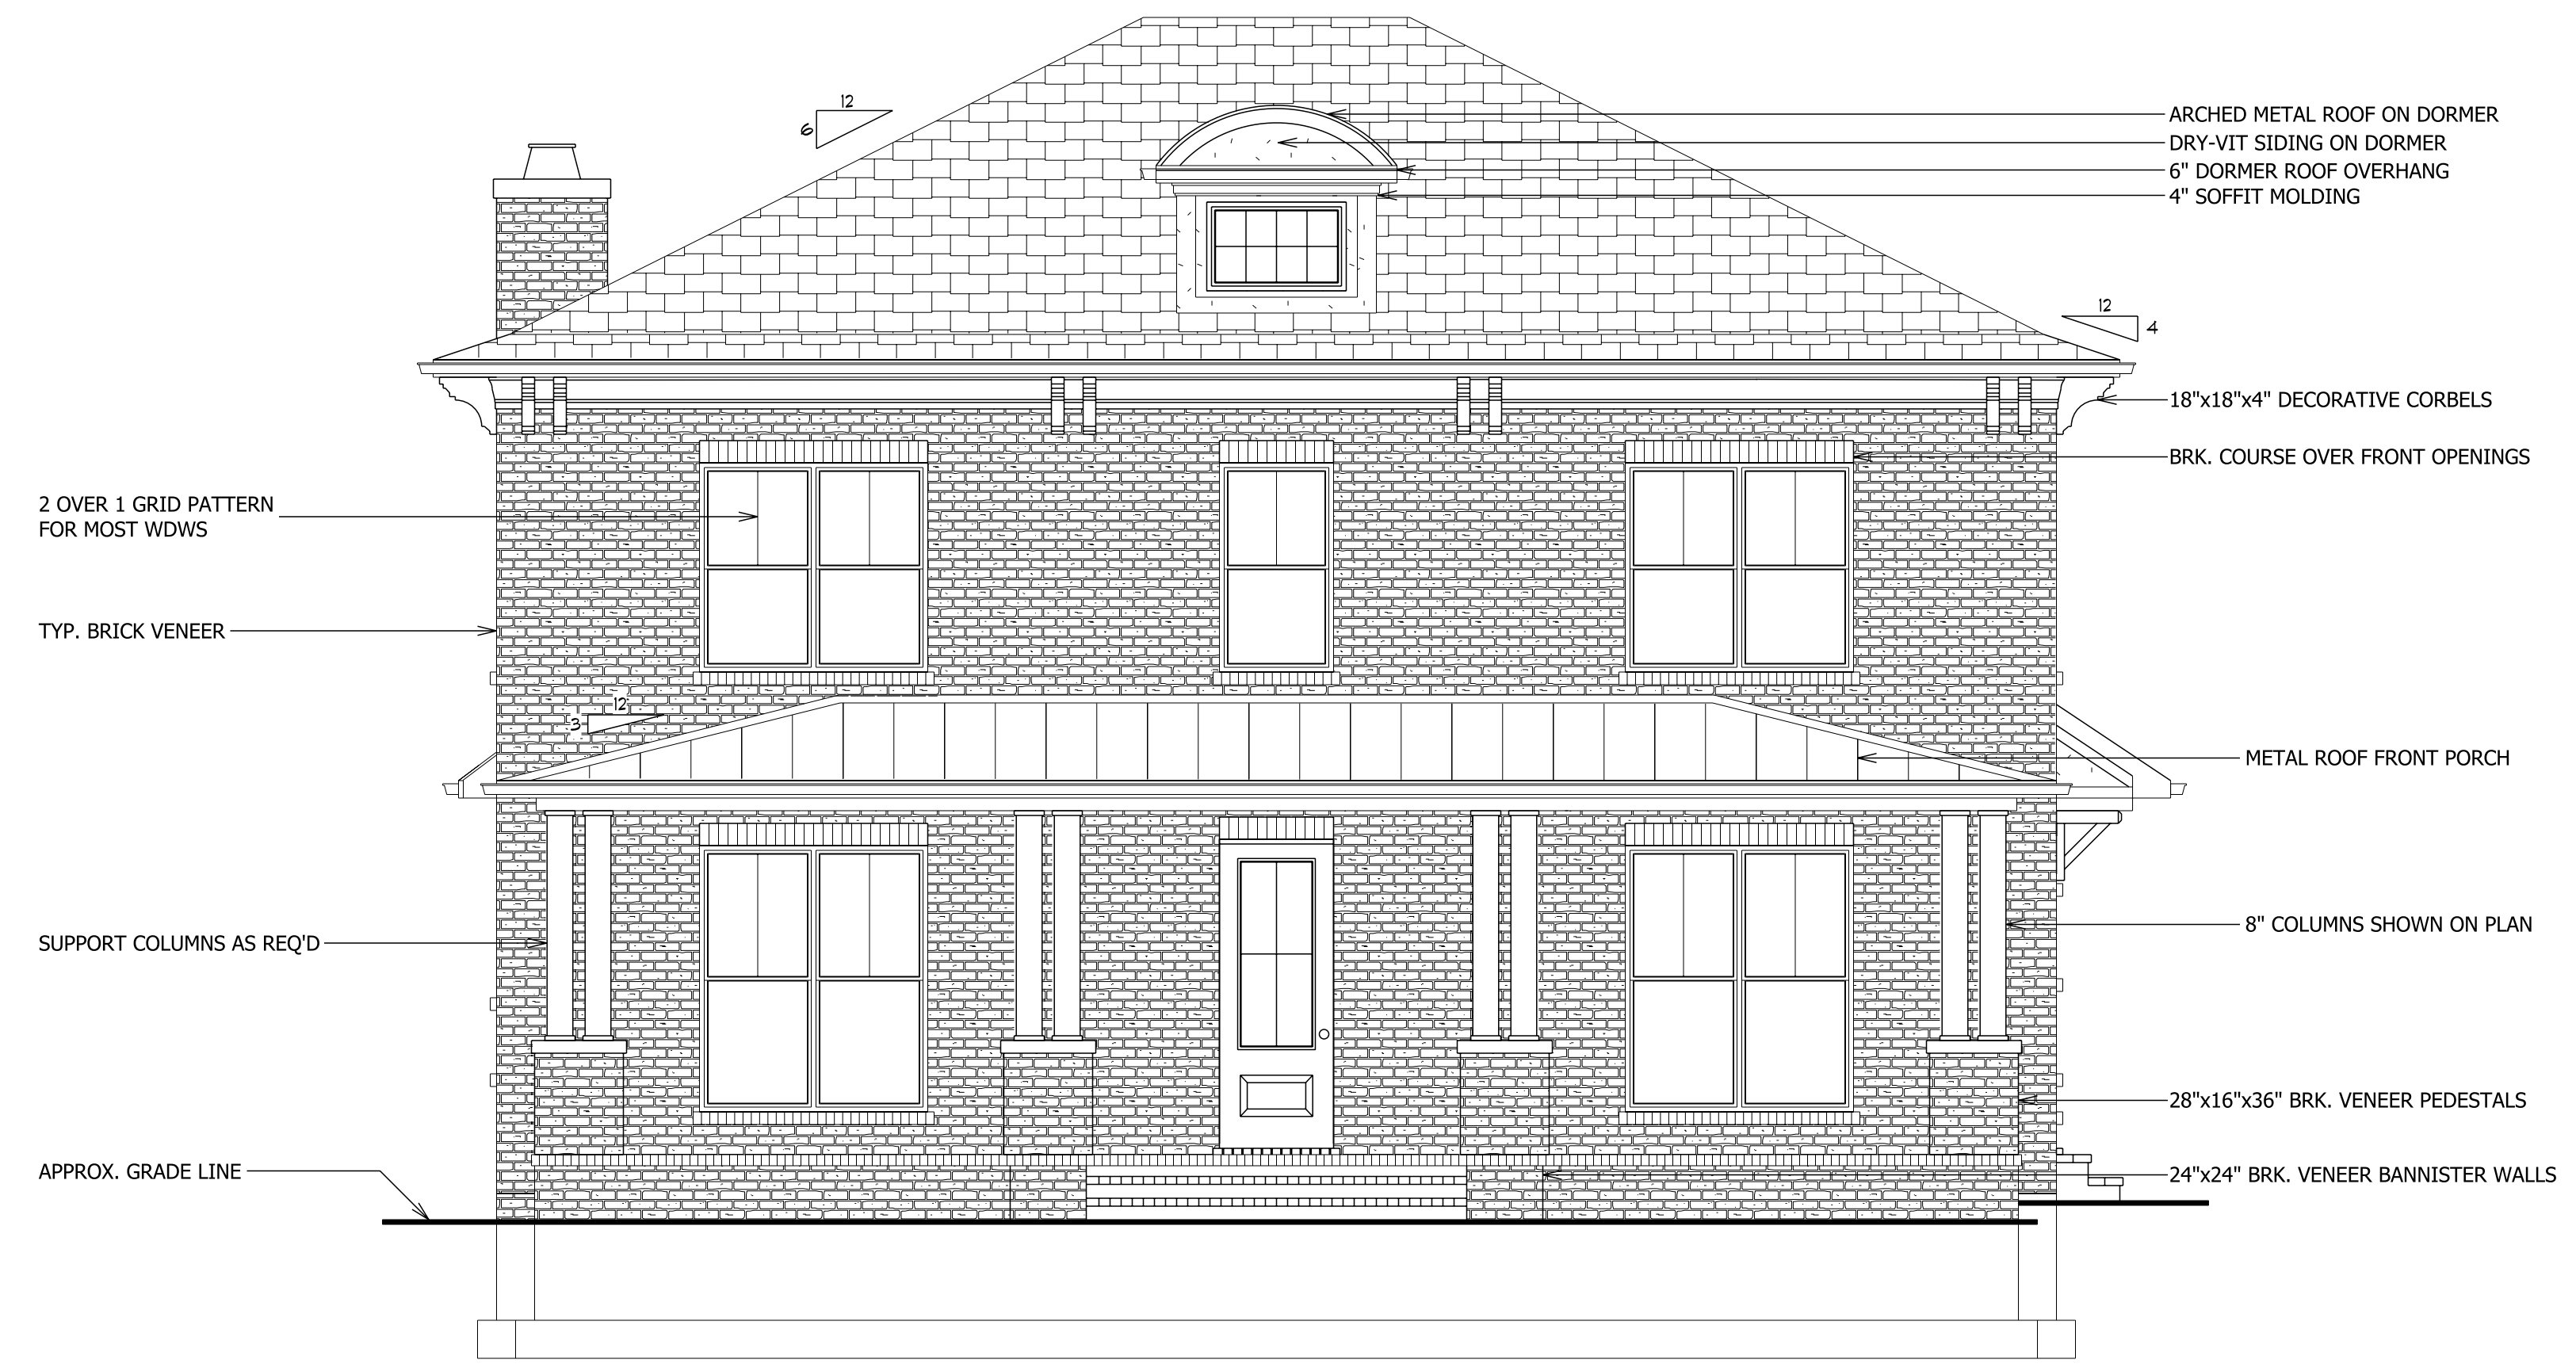 12
6
ARCHED METAL ROOF ON DORMER
DRY-VIT SIDING ON DORMER
6" DORMER ROOF OVERHANG
4" SOFFIT MOLDING
12
4
18"x18"x4" DECORATIVE CORBELS
BRK. COURSE OVER FRONT OPENINGS
2 OVER 1 GRID PATTERN
FOR MOST WDWS
TYP. BRICK VENEER
12
3
METAL ROOF FRONT PORCH
8" COLUMNS SHOWN ON PLAN
SUPPORT COLUMNS AS REQ'D
28"x16"x36" BRK. VENEER PEDESTALS
APPROX. GRADE LINE
24"x24" BRK. VENEER BANNISTER WALLS